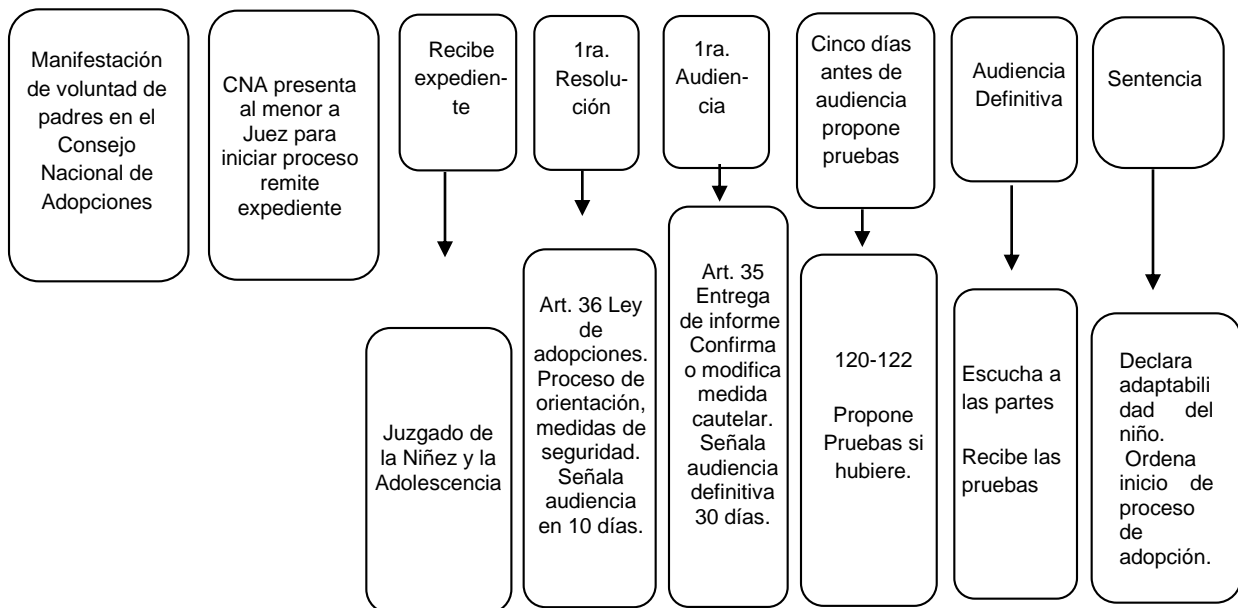 Manifestación
de voluntad de
padres en el
Consejo
Nacional de
Adopciones
CNA presenta
al menor a
Juez para
iniciar proceso
remite
expediente
Recibe
expedien-
te
1ra.
Resolu-
ción
1ra.
Audien-
cia
Cinco días
antes de
audiencia
propone
pruebas
Audiencia
Definitiva
Sentencia
Juzgado de
la Niñez y la
Adolescencia
Art. 36 Ley
de
adopciones.
Proceso de
orientación,
medidas de
seguridad.
Señala
audiencia
en 10 días.
Art. 35
Entrega
de informe
Confirma
o modifica
medida
cautelar.
Señala
audiencia
definitiva
30 días.
120-122
Propone
Pruebas si
hubiere.
Escucha a
las partes
Recibe las
pruebas
Declara
adaptabili
dad del
niño.
Ordena
inicio de
proceso
de
adopción.